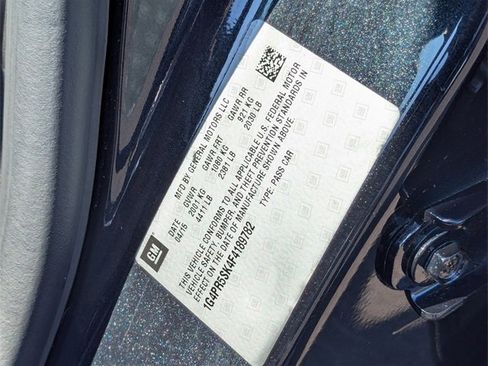 GM
MFD BY GENERAL MOTORS LLC
DATE GVWR GAWR FRT GAWR RR
04/15 2001 KG 1080 KG 921 KG
4411 LB 2381 LB 2030 LB
THIS VEHICLE CONFORMS TO ALL APPLICABLE U.S. FEDERAL MOTOR
VEHICLE SAFETY, BUMPER, AND THEFT PREVENTION STANDARDS IN
EFFECT ON THE DATE OF MANUFACTURE SHOWN ABOVE.
1G4PR5SK4F4189782 TYPE: PASS CAR